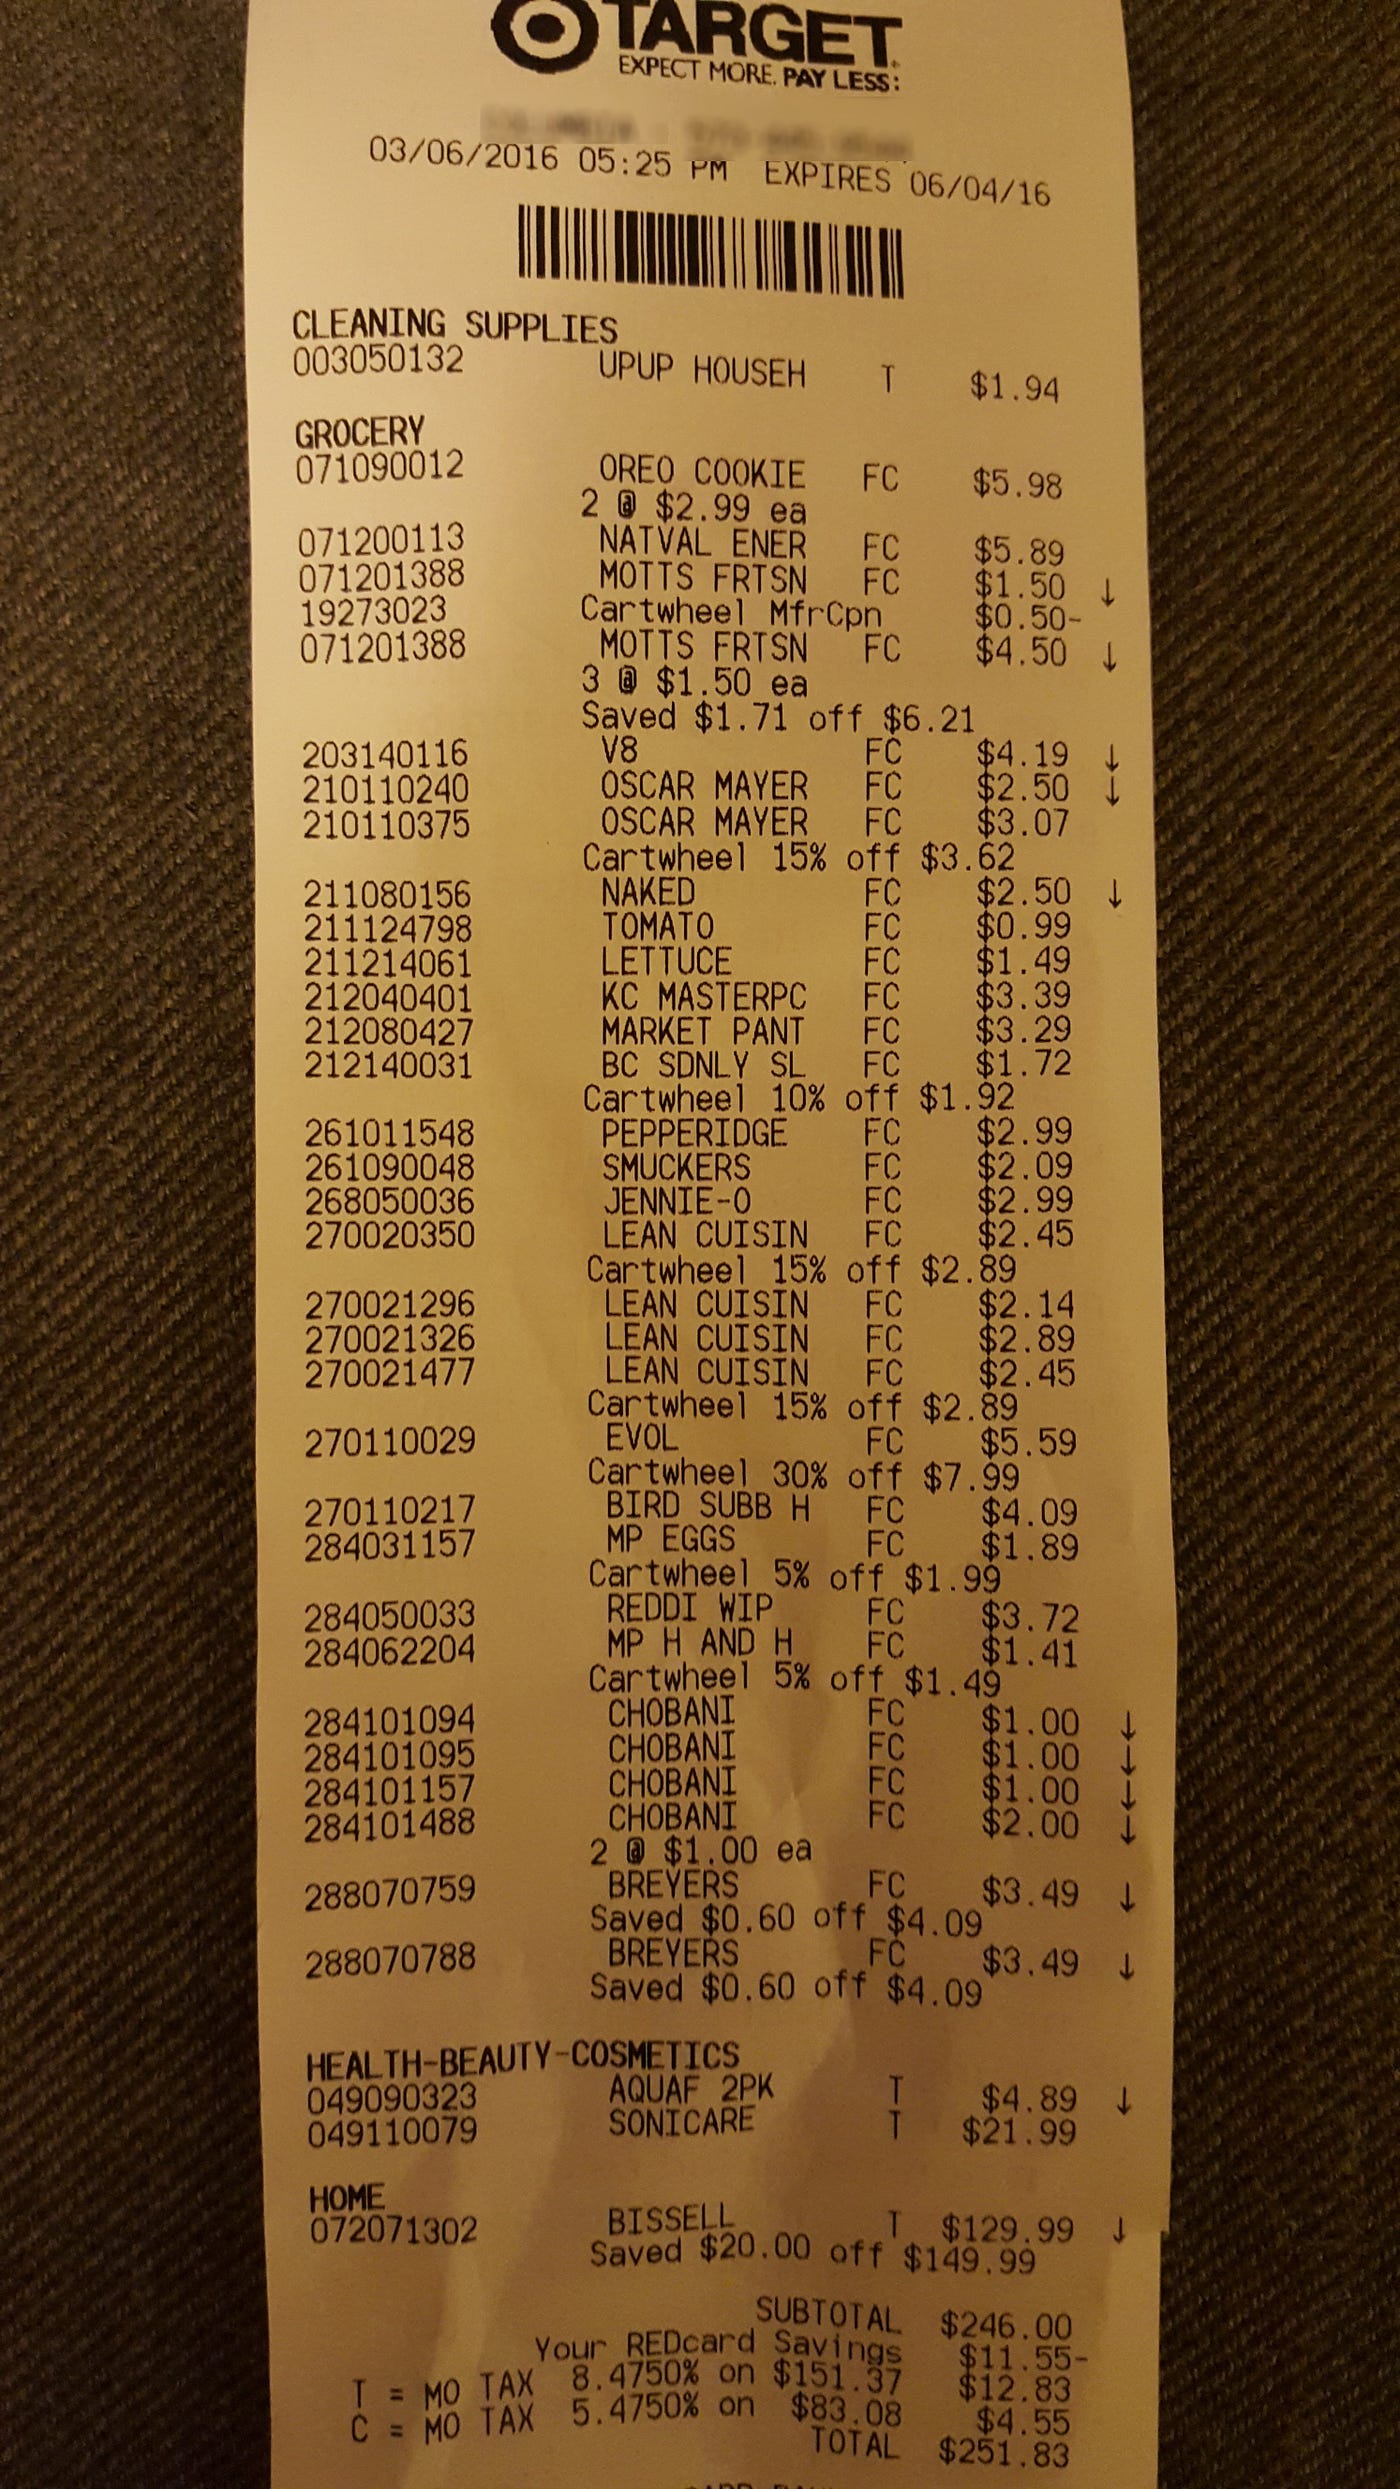 TARGET
EXPECT MORE. PAY LESS.
03/06/2016 05:25 PM EXPIRES 06/04/16
CLEANING SUPPLIES
003050132 UPUP HOUSEH T $1.94
GROCERY
071090012 OREO COOKIE FC $5.98
2 @ $2.99 ea
071200113 NATVAL ENER FC $5.89
071201388 MOTTS FRTSN FC $1.50 ↓
19273023 Cartwheel MfrCpn $0.50-
071201388 MOTTS FRTSN FC $4.50 ↓
3 @ $1.50 ea
Saved $1.71 off $6.21
203140116 V8 FC $4.19 ↓
210110240 OSCAR MAYER FC $2.50 ↓
210110375 OSCAR MAYER FC $3.07
Cartwheel 15% off $3.62
211080156 NAKED FC $2.50 ↓
211124798 TOMATO FC $0.99
211214061 LETTUCE FC $1.49
212040401 KC MASTERPC FC $3.39
212080427 MARKET PANT FC $3.29
212140031 BC SDNLY SL FC $1.72
Cartwheel 10% off $1.92
261011548 PEPPERIDGE FC $2.99
261090048 SMUCKERS FC $2.09
268050036 JENNIE-O FC $2.99
270020350 LEAN CUISIN FC $2.45
Cartwheel 15% off $2.89
270021296 LEAN CUISIN FC $2.14
270021326 LEAN CUISIN FC $2.89
270021477 LEAN CUISIN FC $2.45
Cartwheel 15% off $2.89
270110029 EVOL FC $5.59
Cartwheel 30% off $7.99
270110217 BIRD SUBB H FC $4.09
284031157 MP EGGS FC $1.89
Cartwheel 5% off $1.99
284050033 REDDI WIP FC $3.72
284062204 MP H AND H FC $1.41
Cartwheel 5% off $1.49
284101094 CHOBANI FC $1.00 ↓
284101095 CHOBANI FC $1.00 ↓
284101157 CHOBANI FC $1.00 ↓
284101488 CHOBANI FC $2.00 ↓
2 @ $1.00 ea
288070759 BREYERS FC $3.49 ↓
Saved $0.60 off $4.09
288070788 BREYERS FC $3.49 ↓
Saved $0.60 off $4.09
HEALTH-BEAUTY-COSMETICS
049090323 AQUAF 2PK T $4.89 ↓
049110079 SONICARE T $21.99
HOME
072071302 BISSELL T $129.99 ↓
Saved $20.00 off $149.99
SUBTOTAL $246.00
Your REDcard Savings $11.55-
T = MO TAX 8.4750% on $151.37 $12.83
C = MO TAX 5.4750% on $83.08 $4.55
TOTAL $251.83